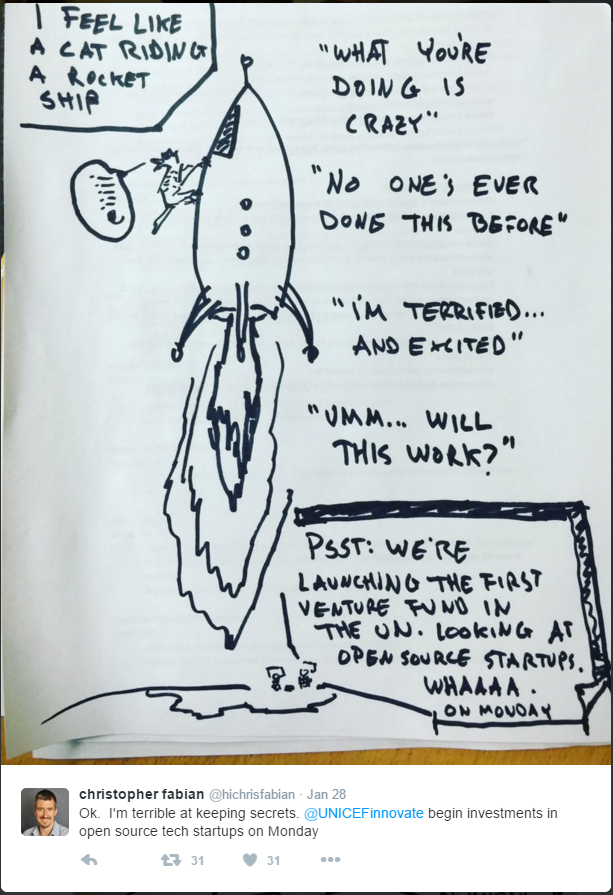 I FEEL LIKE
A CAT RIDING
A ROCKET
SHIP
"WHAT YOU'RE
DOING IS
CRAZY"
"NO ONE'S EVER
DONE THIS BEFORE"
"I'M TERRIFIED...
AND EXCITED"
"UMM... WILL
THIS WORK?"
PSST: WE'RE
LAUNCHING THE FIRST
VENTURE FUND IN
THE UN. LOOKING AT
OPEN SOURCE STARTUPS.
WHAAAA.
ON MONDAY
christopher fabian @hichrisfabian · Jan 28
Ok. I'm terrible at keeping secrets. @UNICEFinnovate begin investments in
open source tech startups on Monday
31 31